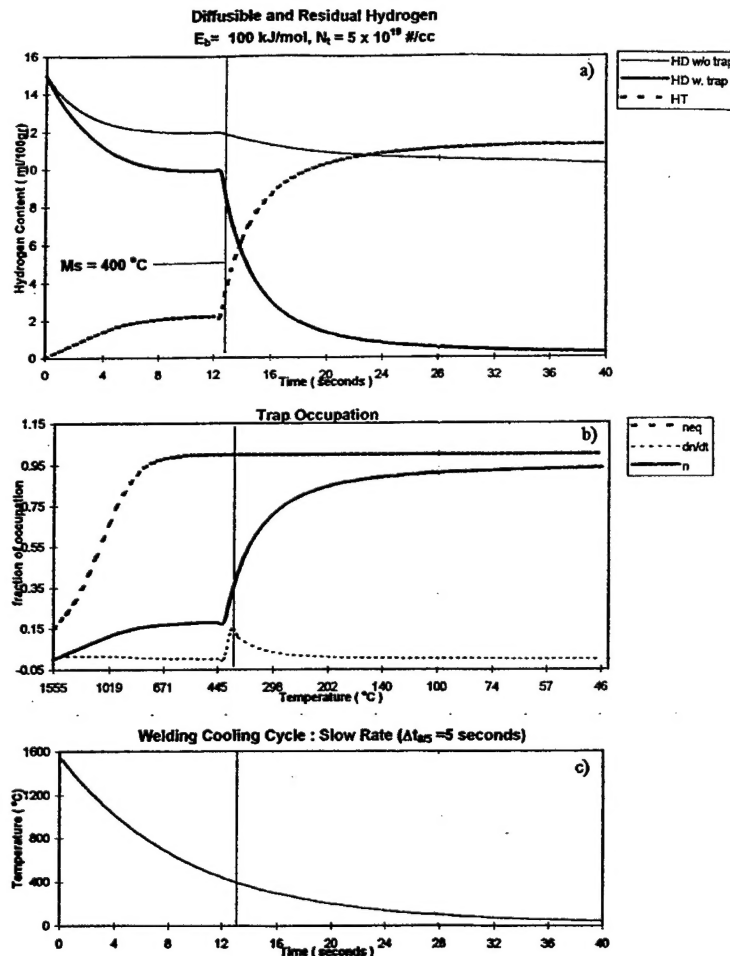 Diffusible and Residual Hydrogen
E_b= 100 kJ/mol, N_t = 5 x 10^19 #/cc
a)
HD w/o trap
HD w. trap
HT
Hydrogen Content ( ml/100gr)
16
14
12
10
8
6
4
2
0
Ms = 400 °C
0 4 8 12 16 20 24 28 32 36 40
Time ( seconds )
Trap Occupation
b)
neq
dn/dt
n
fraction of occupation
1.15
0.95
0.75
0.55
0.35
0.15
-0.05
1555 1019 671 445 298 202 140 100 74 57 46
Temperature ( °C)
Welding Cooling Cycle : Slow Rate (Δt_8/5 =5 seconds)
c)
Temperature ( °C)
1600
1200
800
400
0
0 4 8 12 16 20 24 28 32 36 40
Time ( seconds )